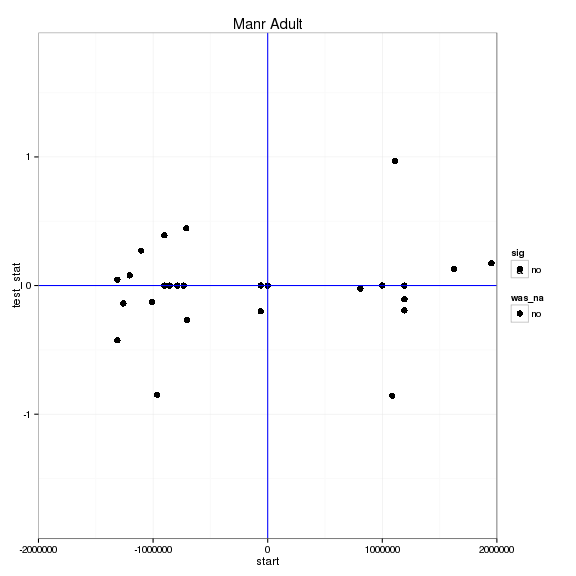 Manr Adult
1
0
-1
test_stat
-2000000
-1000000
0
1000000
2000000
start
sig
a no
was_na
no